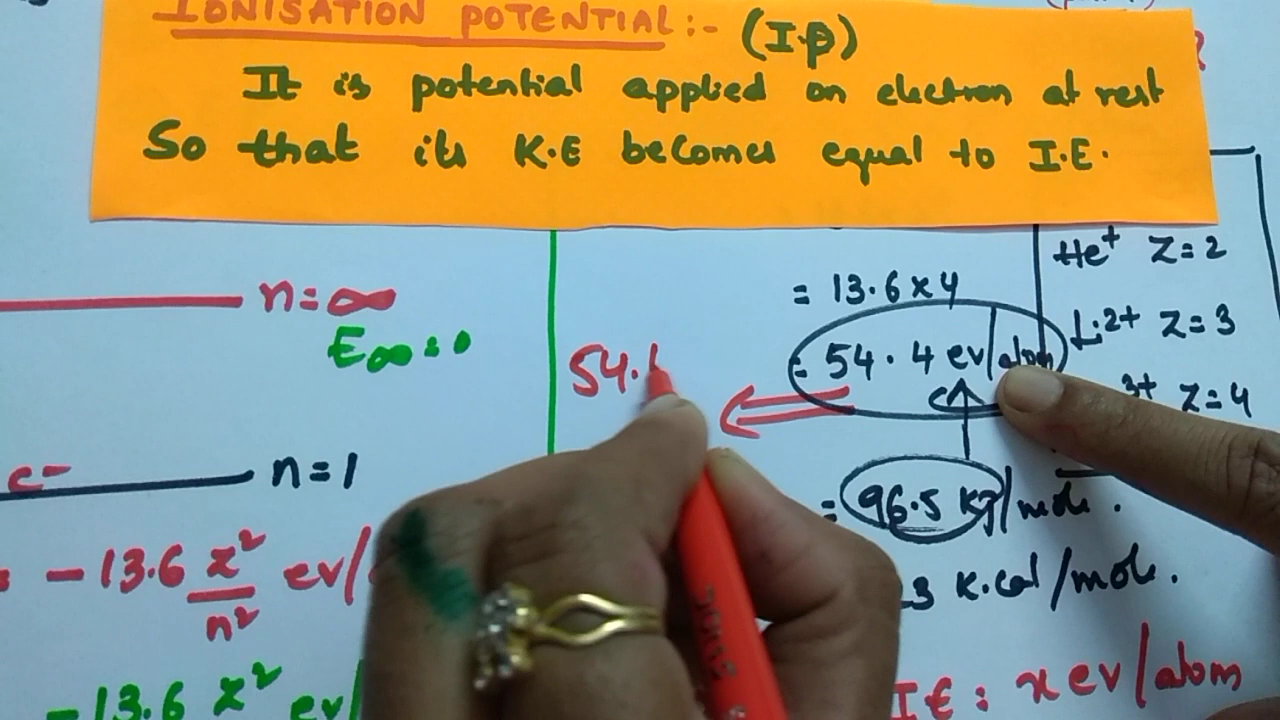 IONISATION POTENTIAL:- (I.P)
It is potential applied on electron at rest
So that its K.E becomes equal to I.E.
n=∞
E∞=0
e- n=1
= -13.6 z²/n² ev/
-13.6 z² ev/
= 13.6 x 4
= 54.4 ev/atom
54.
= 96.5 KJ/mole.
3 K.cal/mole.
I E : x ev/atom
He+ Z=2
Li2+ Z=3
3+ Z=4